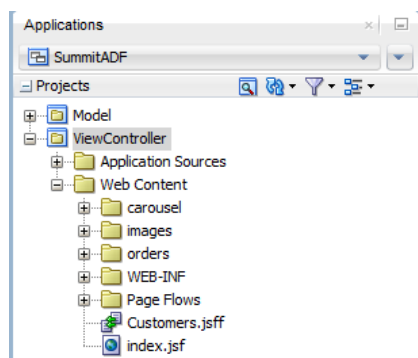 Applications
SummitADF
Projects
Model
ViewController
Application Sources
Web Content
carousel
images
orders
WEB-INF
Page Flows
Customers.jsff
index.jsf